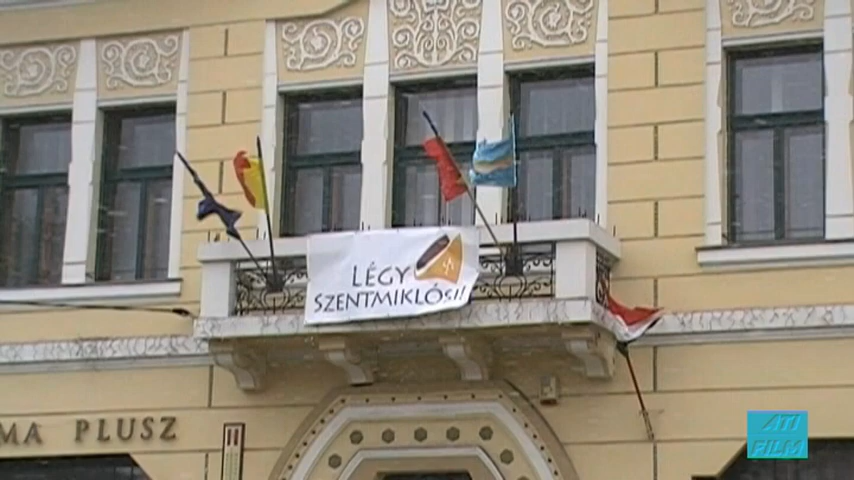 LÉGY
SZENTMIKLÓSI!
MA PLUSZ
ATI
FILM